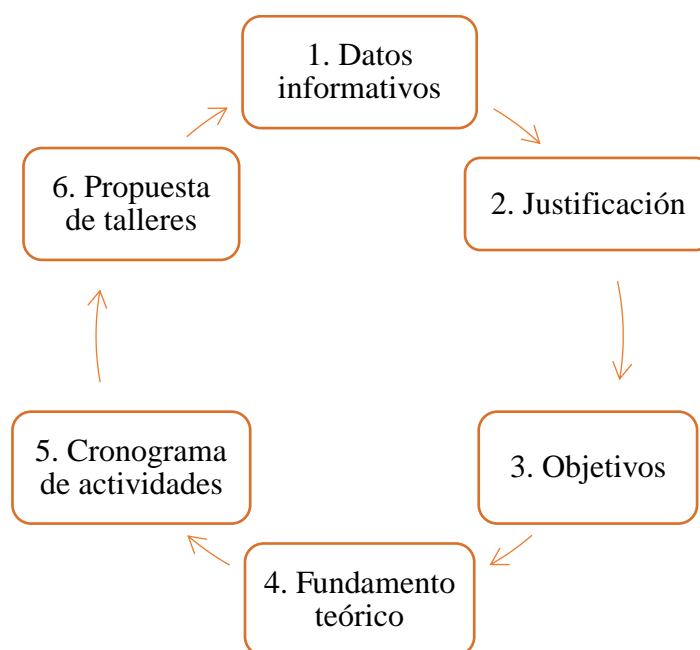 1. Datos
informativos
2. Justificación
3. Objetivos
4. Fundamento
teórico
5. Cronograma
de actividades
6. Propuesta
de talleres